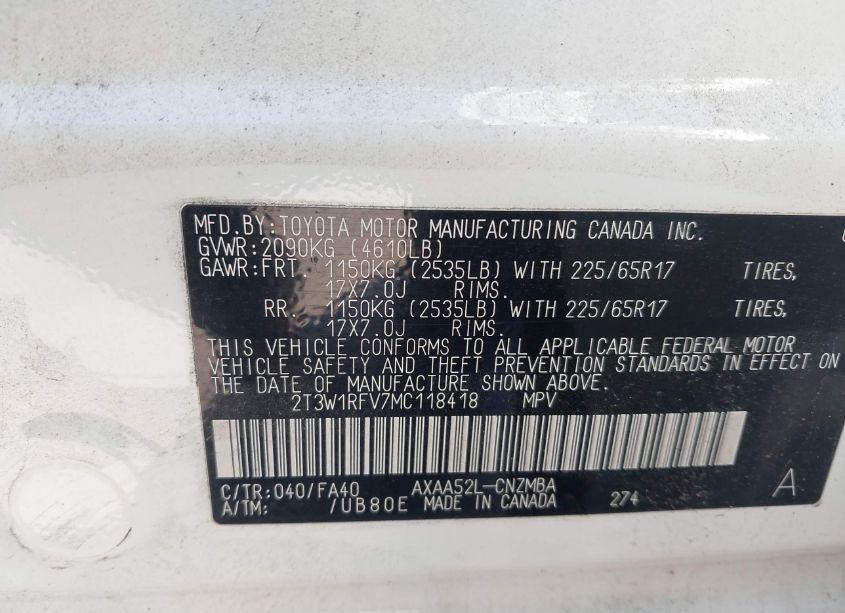 MFD.BY:TOYOTA MOTOR MANUFACTURING CANADA INC.
GVWR:2090KG (4610LB)
GAWR:FRT. 1150KG (2535LB) WITH 225/65R17 TIRES,
17X7.0J RIMS.
RR. 1150KG (2535LB) WITH 225/65R17 TIRES,
17X7.0J RIMS.
THIS VEHICLE CONFORMS TO ALL APPLICABLE FEDERAL MOTOR
VEHICLE SAFETY AND THEFT PREVENTION STANDARDS IN EFFECT ON
THE DATE OF MANUFACTURE SHOWN ABOVE.
2T3W1RFV7MC118418 MPV
C/TR:040/FA40 AXAA52L-CNZMBA A
A/TM: /UB80E MADE IN CANADA 274